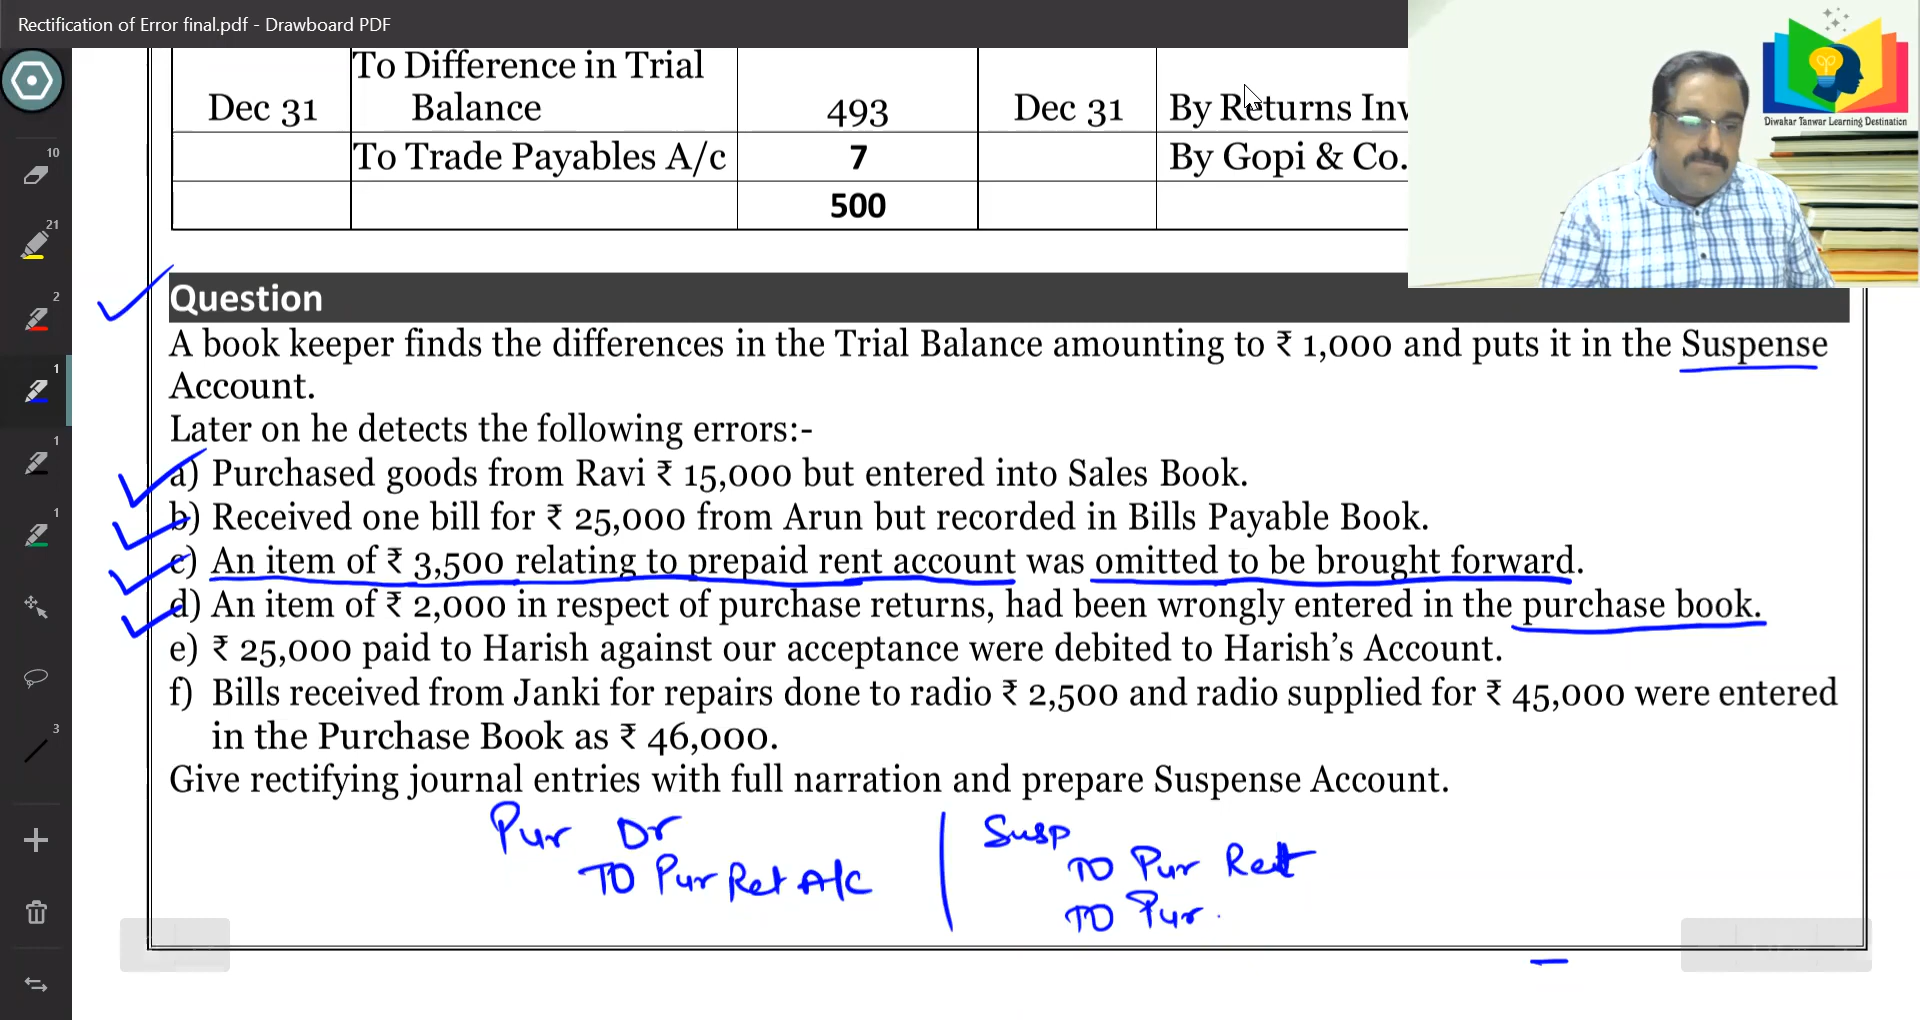 Rectification of Error final.pdf - Drawboard PDF
To Difference in Trial
Dec 31 Balance 493 Dec 31 By Returns Inv
To Trade Payables A/c 7 By Gopi & Co.
500
Diwakar Tanwar Learning Destination
10
21
2
1
1
1
3
Question
A book keeper finds the differences in the Trial Balance amounting to ₹ 1,000 and puts it in the Suspense
Account.
Later on he detects the following errors:-
a) Purchased goods from Ravi ₹ 15,000 but entered into Sales Book.
b) Received one bill for ₹ 25,000 from Arun but recorded in Bills Payable Book.
c) An item of ₹ 3,500 relating to prepaid rent account was omitted to be brought forward.
d) An item of ₹ 2,000 in respect of purchase returns, had been wrongly entered in the purchase book.
e) ₹ 25,000 paid to Harish against our acceptance were debited to Harish’s Account.
f) Bills received from Janki for repairs done to radio ₹ 2,500 and radio supplied for ₹ 45,000 were entered
in the Purchase Book as ₹ 46,000.
Give rectifying journal entries with full narration and prepare Suspense Account.
Pur Dr
TO Pur Ret A/c
Susp
TO Pur Ret
TO Pur.